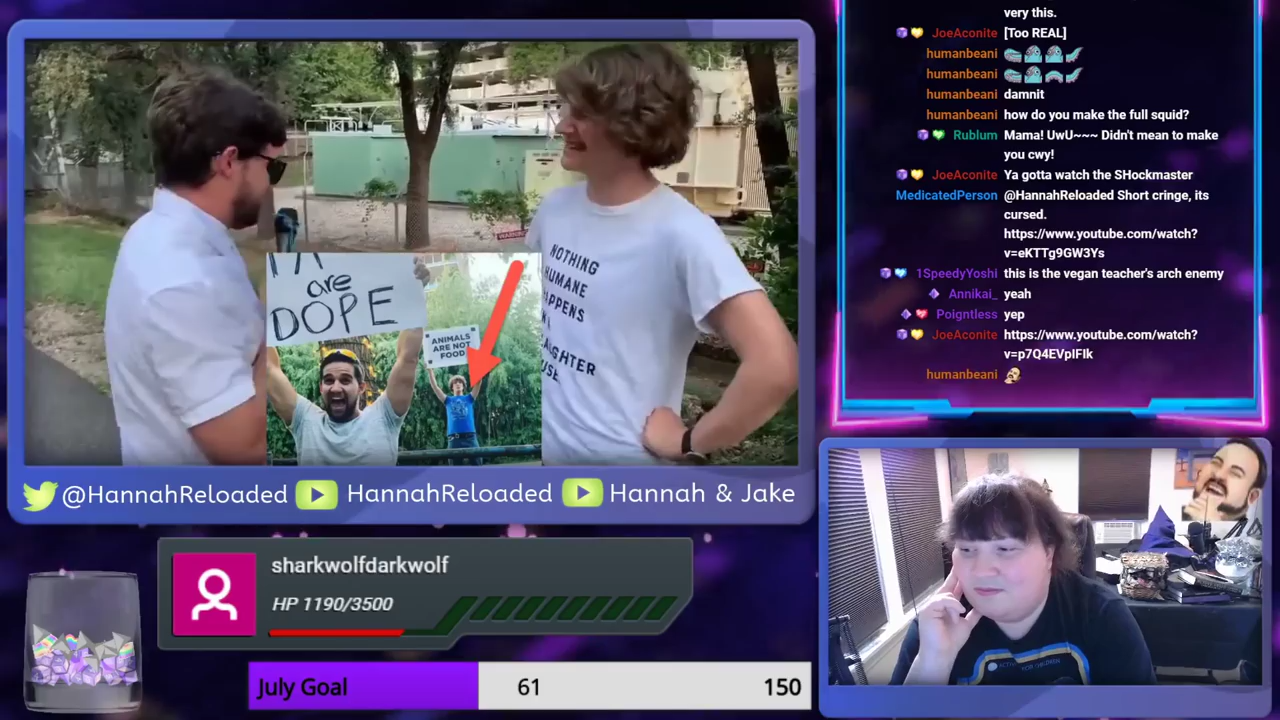 very this.
JoeAconite [Too REAL]
humanbeani
humanbeani
humanbeani damnit
humanbeani how do you make the full squid?
Rublum Mama! UwU~~~ Didn't mean to make
you cwy!
JoeAconite Ya gotta watch the SHockmaster
MedicatedPerson @HannahReloaded Short cringe, its
cursed.
https://www.youtube.com/watch?
v=eKTTg9GW3Ys
1SpeedyYoshi this is the vegan teacher's arch enemy
Annikai_ yeah
Poigntless yep
JoeAconite https://www.youtube.com/watch?
v=p7Q4EVpIFIk
humanbeani
are
DOPE
ANIMALS
ARE NOT
FOOD
NOTHING
HUMANE
HAPPENS
@HannahReloaded HannahReloaded Hannah & Jake
sharkwolfdarkwolf
HP 1190/3500
July Goal 61 150